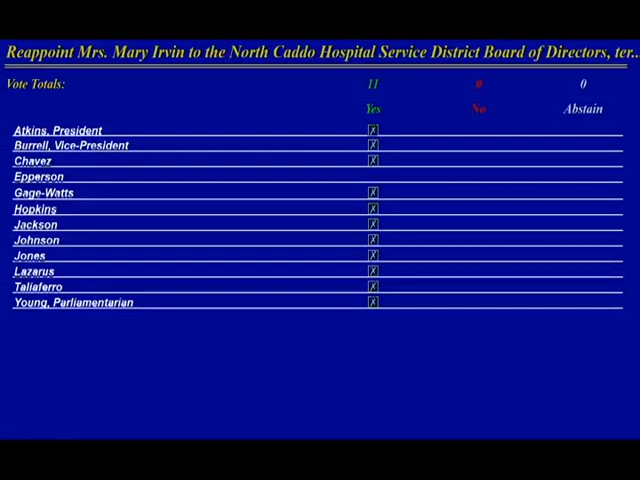 Reappoint Mrs. Mary Irvin to the North Caddo Hospital Service District Board of Directors, ter...
Vote Totals: 11 0 0
Yes No Abstain
Atkins, President X
Burrell, Vice-President X
Chavez X
Epperson
Gage-Watts X
Hopkins X
Jackson X
Johnson X
Jones X
Lazarus X
Taliaferro X
Young, Parliamentarian X